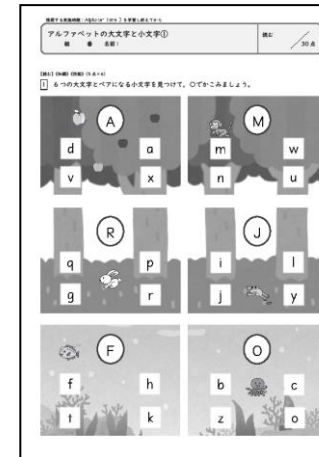 アルファベットの大文字と小文字①
組 番 名前：
読む
30点
1 6つの大文字とペアになる小文字を見つけて、○でかこみましょう。
A
d a
v x
M
m w
n u
R
q p
g r
J
i l
j y
F
f h
t k
O
b c
z o